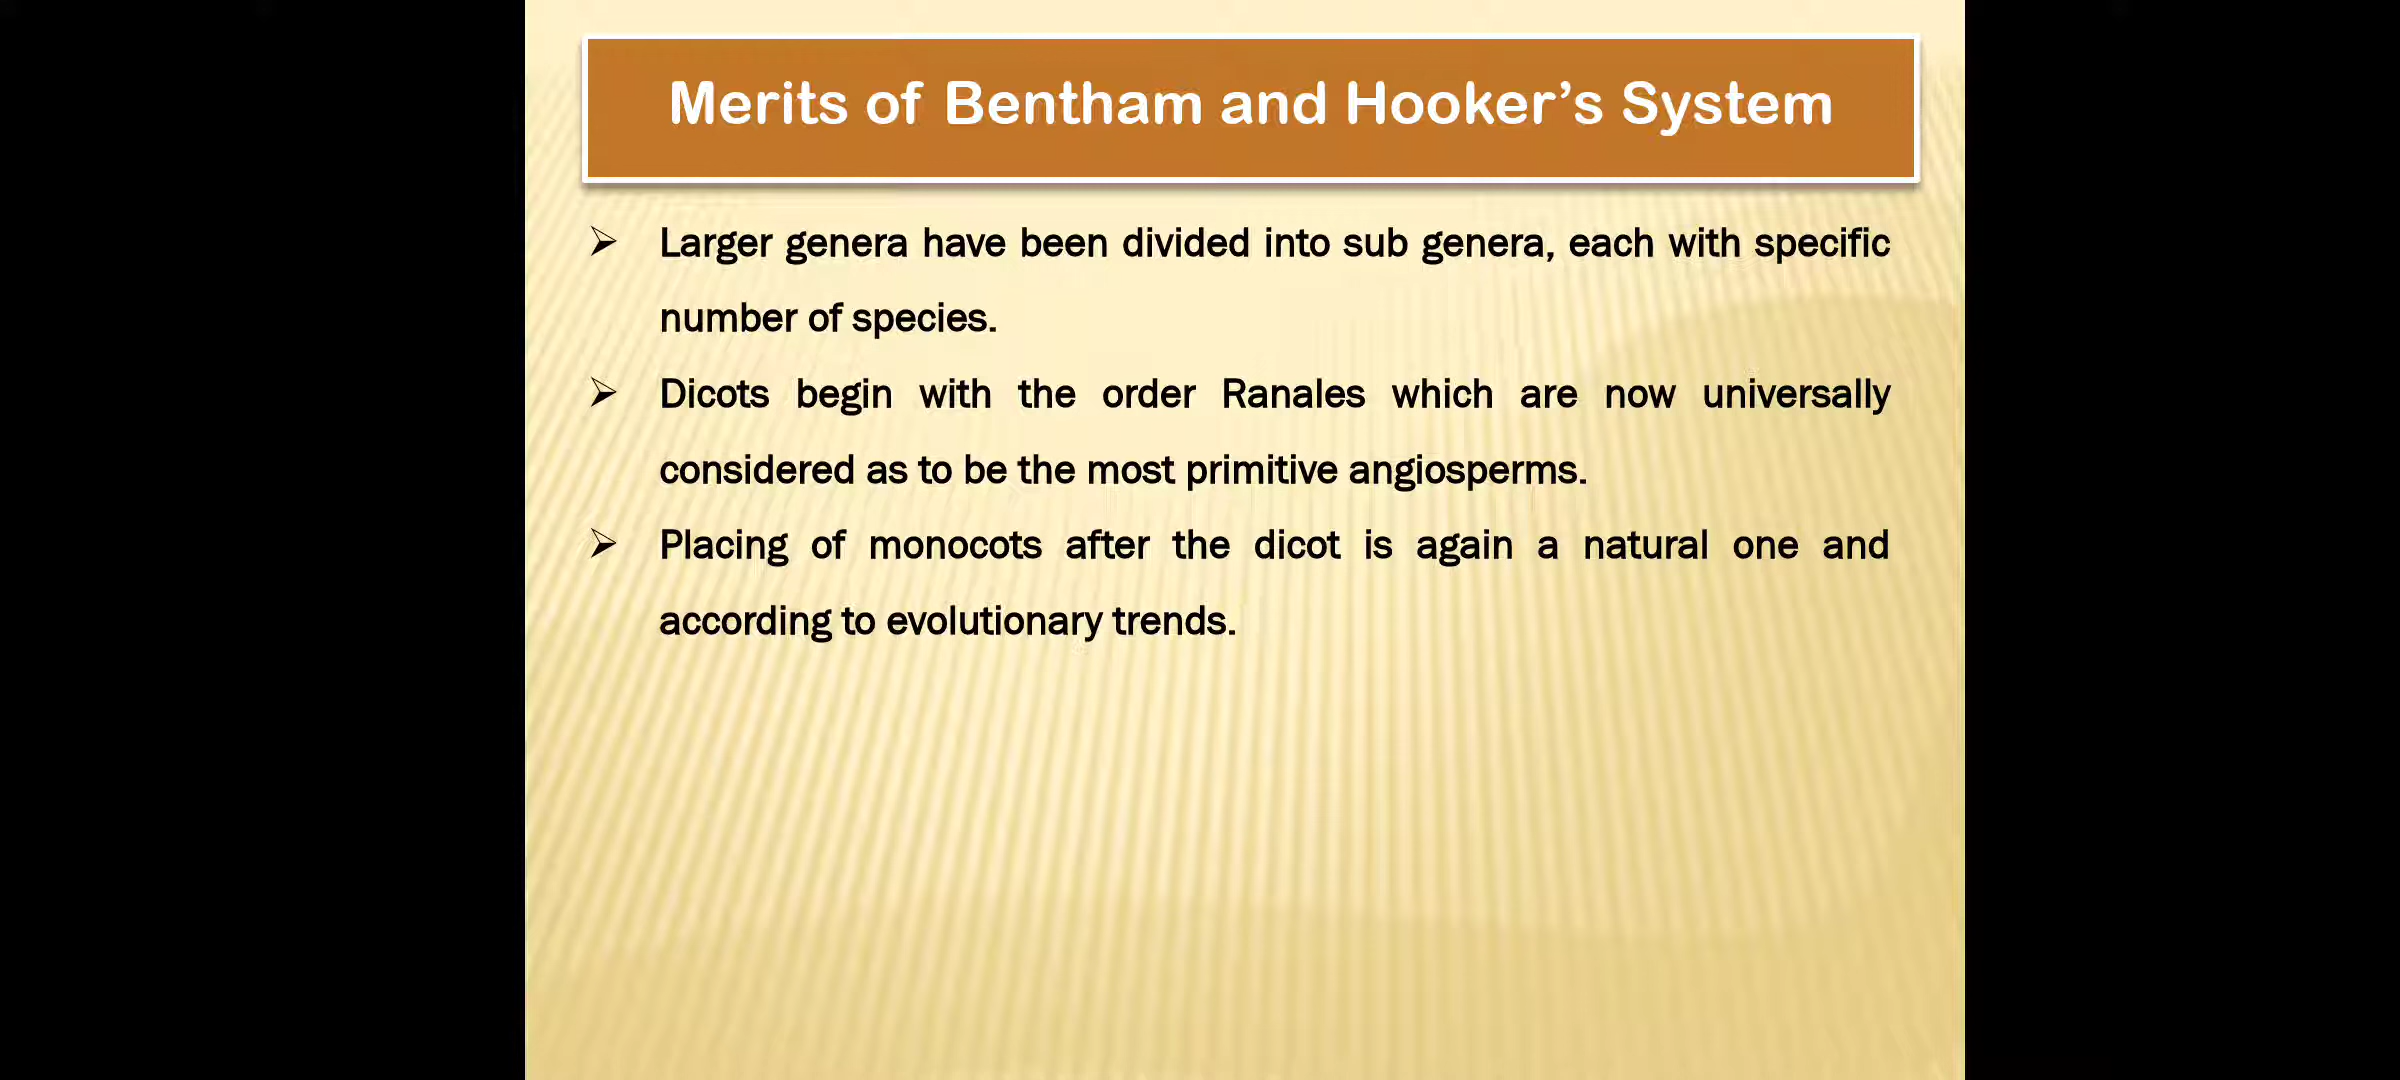 Merits of Bentham and Hooker’s System
➢ Larger genera have been divided into sub genera, each with specific
number of species.
➢ Dicots begin with the order Ranales which are now universally
considered as to be the most primitive angiosperms.
➢ Placing of monocots after the dicot is again a natural one and
according to evolutionary trends.